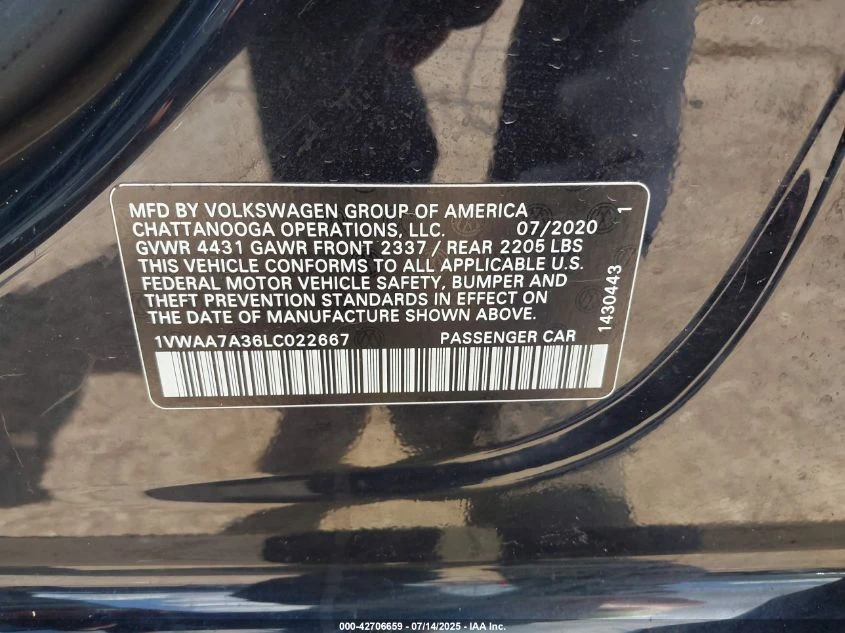 MFD BY VOLKSWAGEN GROUP OF AMERICA
CHATTANOOGA OPERATIONS, LLC. 07/2020 1
GVWR 4431 GAWR FRONT 2337 / REAR 2205 LBS
THIS VEHICLE CONFORMS TO ALL APPLICABLE U.S.
FEDERAL MOTOR VEHICLE SAFETY, BUMPER AND
THEFT PREVENTION STANDARDS IN EFFECT ON
THE DATE OF MANUFACTURE SHOWN ABOVE.
1430443
1VWAA7A36LC022667 PASSENGER CAR
000-42706659 - 07/14/2025 - IAA Inc.